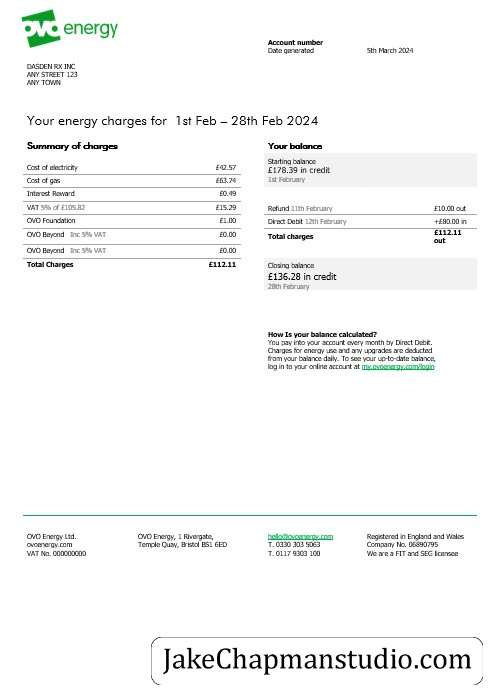 ovo energy
Account number
Date generated 5th March 2024
DASDEN RX INC
ANY STREET 123
ANY TOWN
Your energy charges for 1st Feb – 28th Feb 2024
Summary of charges
Cost of electricity £42.57
Cost of gas £63.74
Interest Reward £0.49
VAT 5% of £105.82 £15.29
OVO Foundation £1.00
OVO Beyond Inc 5% VAT £0.00
OVO Beyond Inc 5% VAT £0.00
Total Charges £112.11
Your balance
Starting balance
£178.39 in credit
1st February
Refund 11th February £10.00 out
Direct Debit 12th February +£80.00 in
Total charges £112.11
out
Closing balance
£136.28 in credit
28th February
How Is your balance calculated?
You pay into your account every month by Direct Debit.
Charges for energy use and any upgrades are deducted
from your balance daily. To see your up-to-date balance,
log in to your online account at my.ovoenergy.com/login
OVO Energy Ltd.
ovoenergy.com
VAT No. 000000000
OVO Energy, 1 Rivergate,
Temple Quay, Bristol BS1 6ED
hello@ovoenergy.com
T. 0330 303 5063
T. 0117 9303 100
Registered in England and Wales
Company No. 06890795
We are a FIT and SEG licensee
JakeChapmanstudio.com